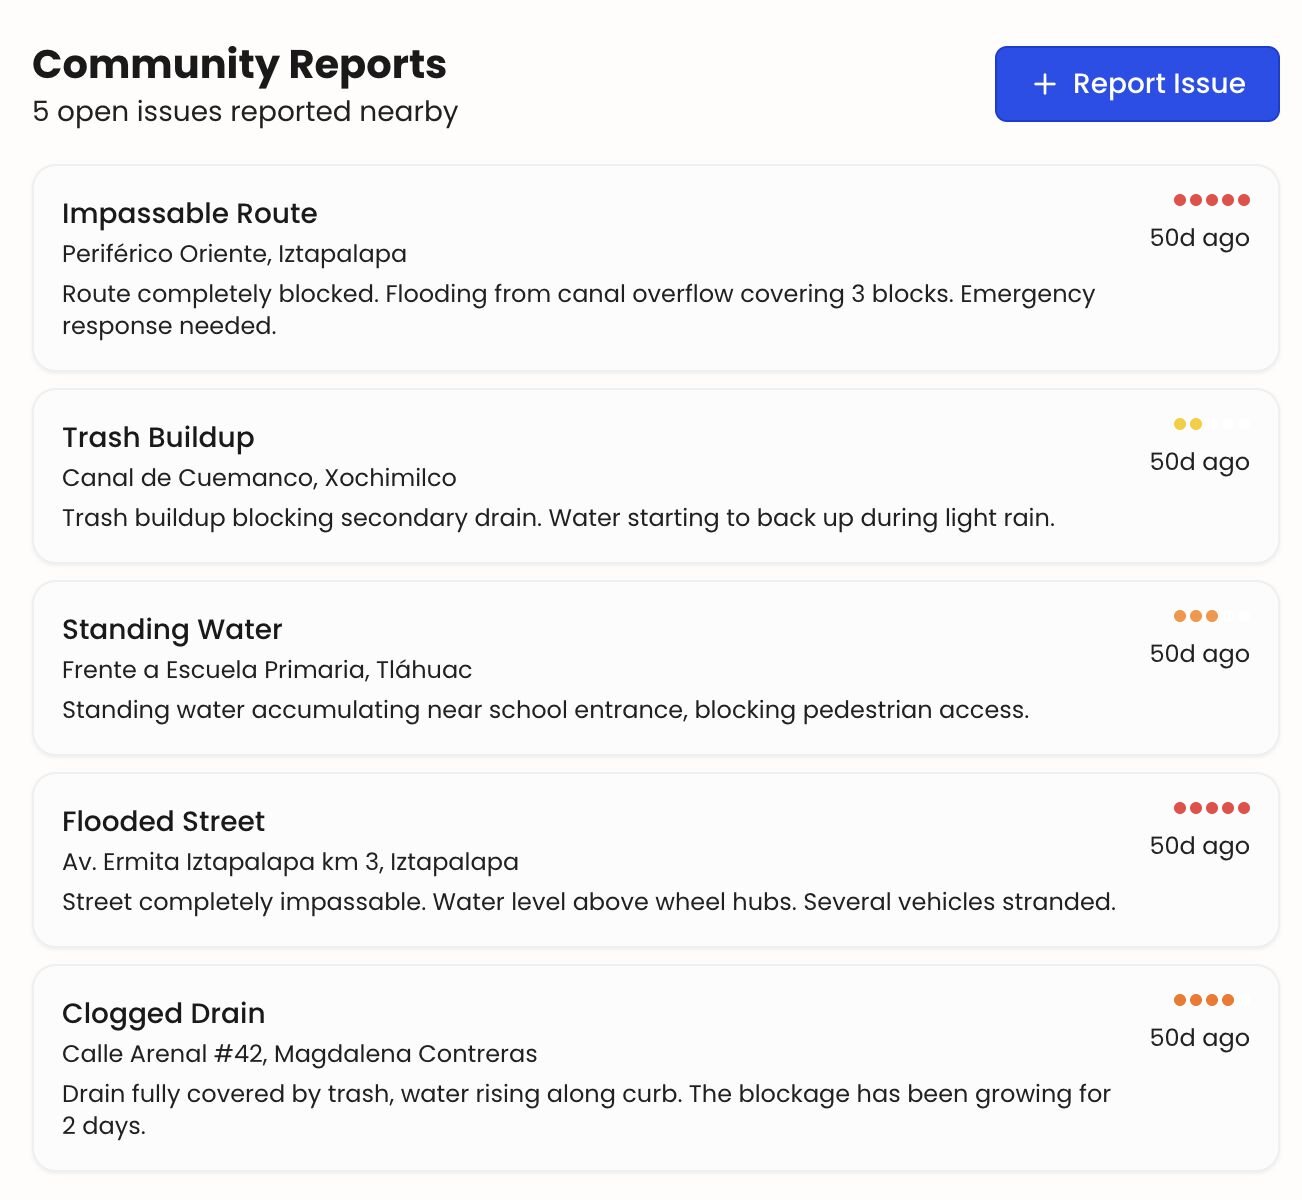 Community Reports
5 open issues reported nearby
+ Report Issue
Impassable Route
50d ago
Periférico Oriente, Iztapalapa
Route completely blocked. Flooding from canal overflow covering 3 blocks. Emergency
response needed.
Trash Buildup
50d ago
Canal de Cuemanco, Xochimilco
Trash buildup blocking secondary drain. Water starting to back up during light rain.
Standing Water
50d ago
Frente a Escuela Primaria, Tláhuac
Standing water accumulating near school entrance, blocking pedestrian access.
Flooded Street
50d ago
Av. Ermita Iztapalapa km 3, Iztapalapa
Street completely impassable. Water level above wheel hubs. Several vehicles stranded.
Clogged Drain
50d ago
Calle Arenal #42, Magdalena Contreras
Drain fully covered by trash, water rising along curb. The blockage has been growing for
2 days.